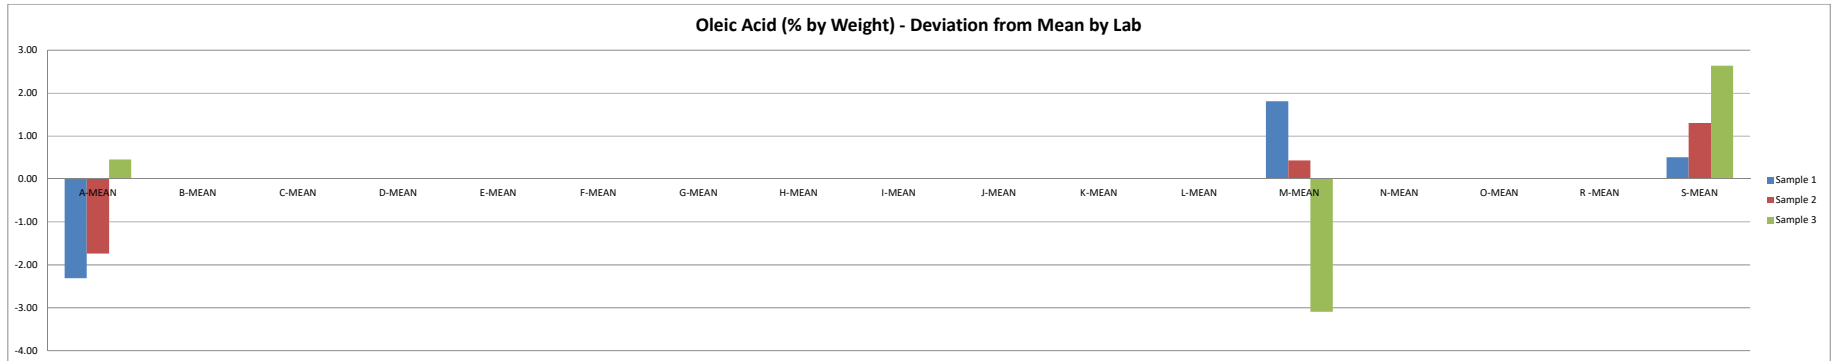 Oleic Acid (% by Weight) - Deviation from Mean by Lab
3.00
2.00
1.00
0.00
-1.00
-2.00
-3.00
-4.00
A-MEAN B-MEAN C-MEAN D-MEAN E-MEAN F-MEAN G-MEAN H-MEAN I-MEAN J-MEAN K-MEAN L-MEAN M-MEAN N-MEAN O-MEAN R -MEAN S-MEAN
Sample 1
Sample 2
Sample 3